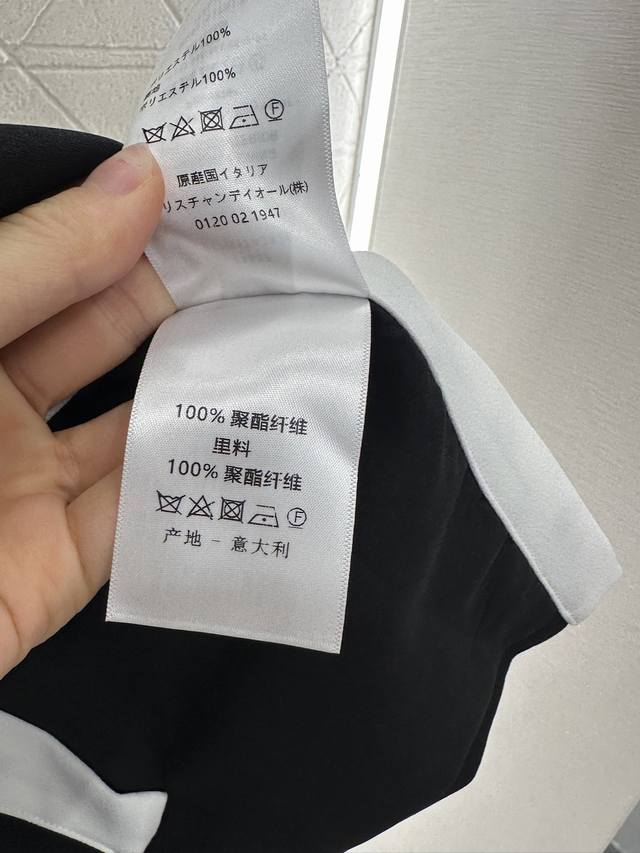 リエステル100%
ポリエステル100%
F
原産国イタリア
リスチャンディオール(株)
0120 02 1947
100% 聚酯纤维
里料
100% 聚酯纤维
F
产地 - 意大利